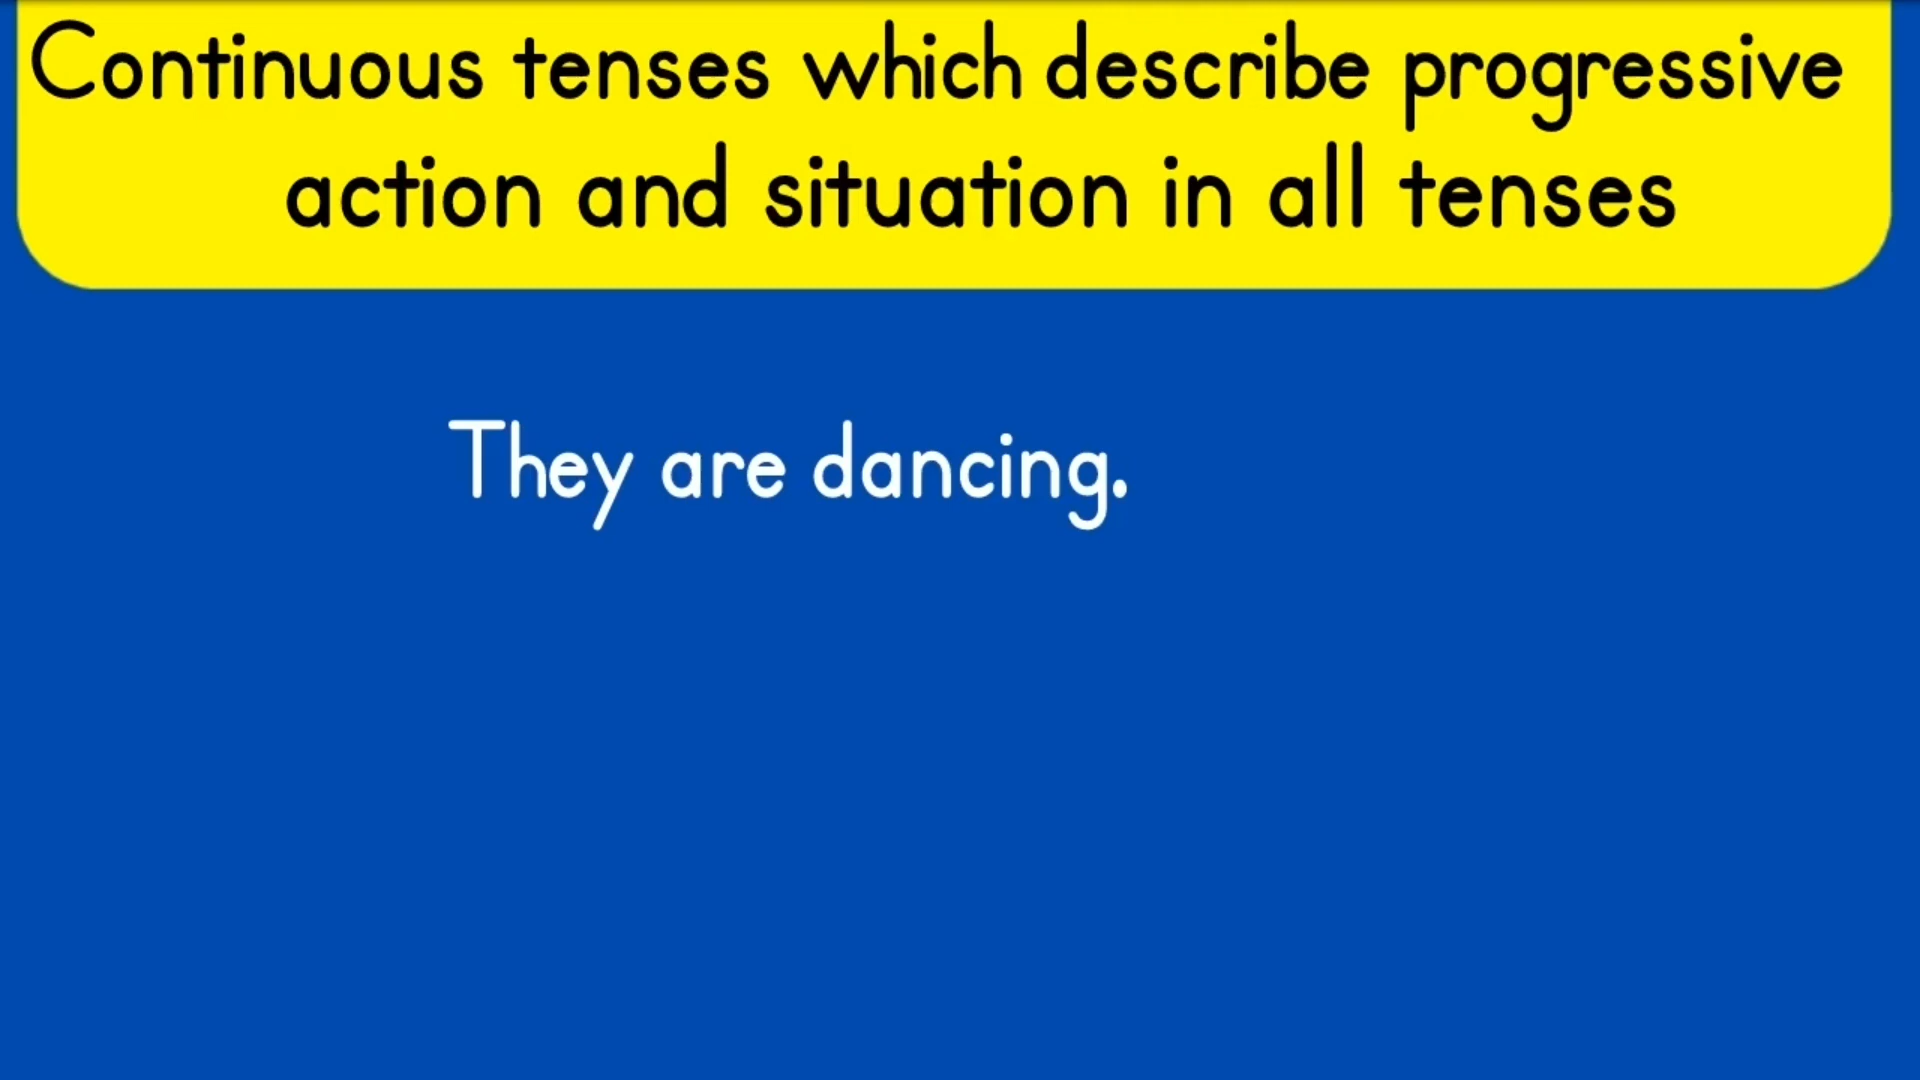 Continuous tenses which describe progressive
action and situation in all tenses
They are dancing.